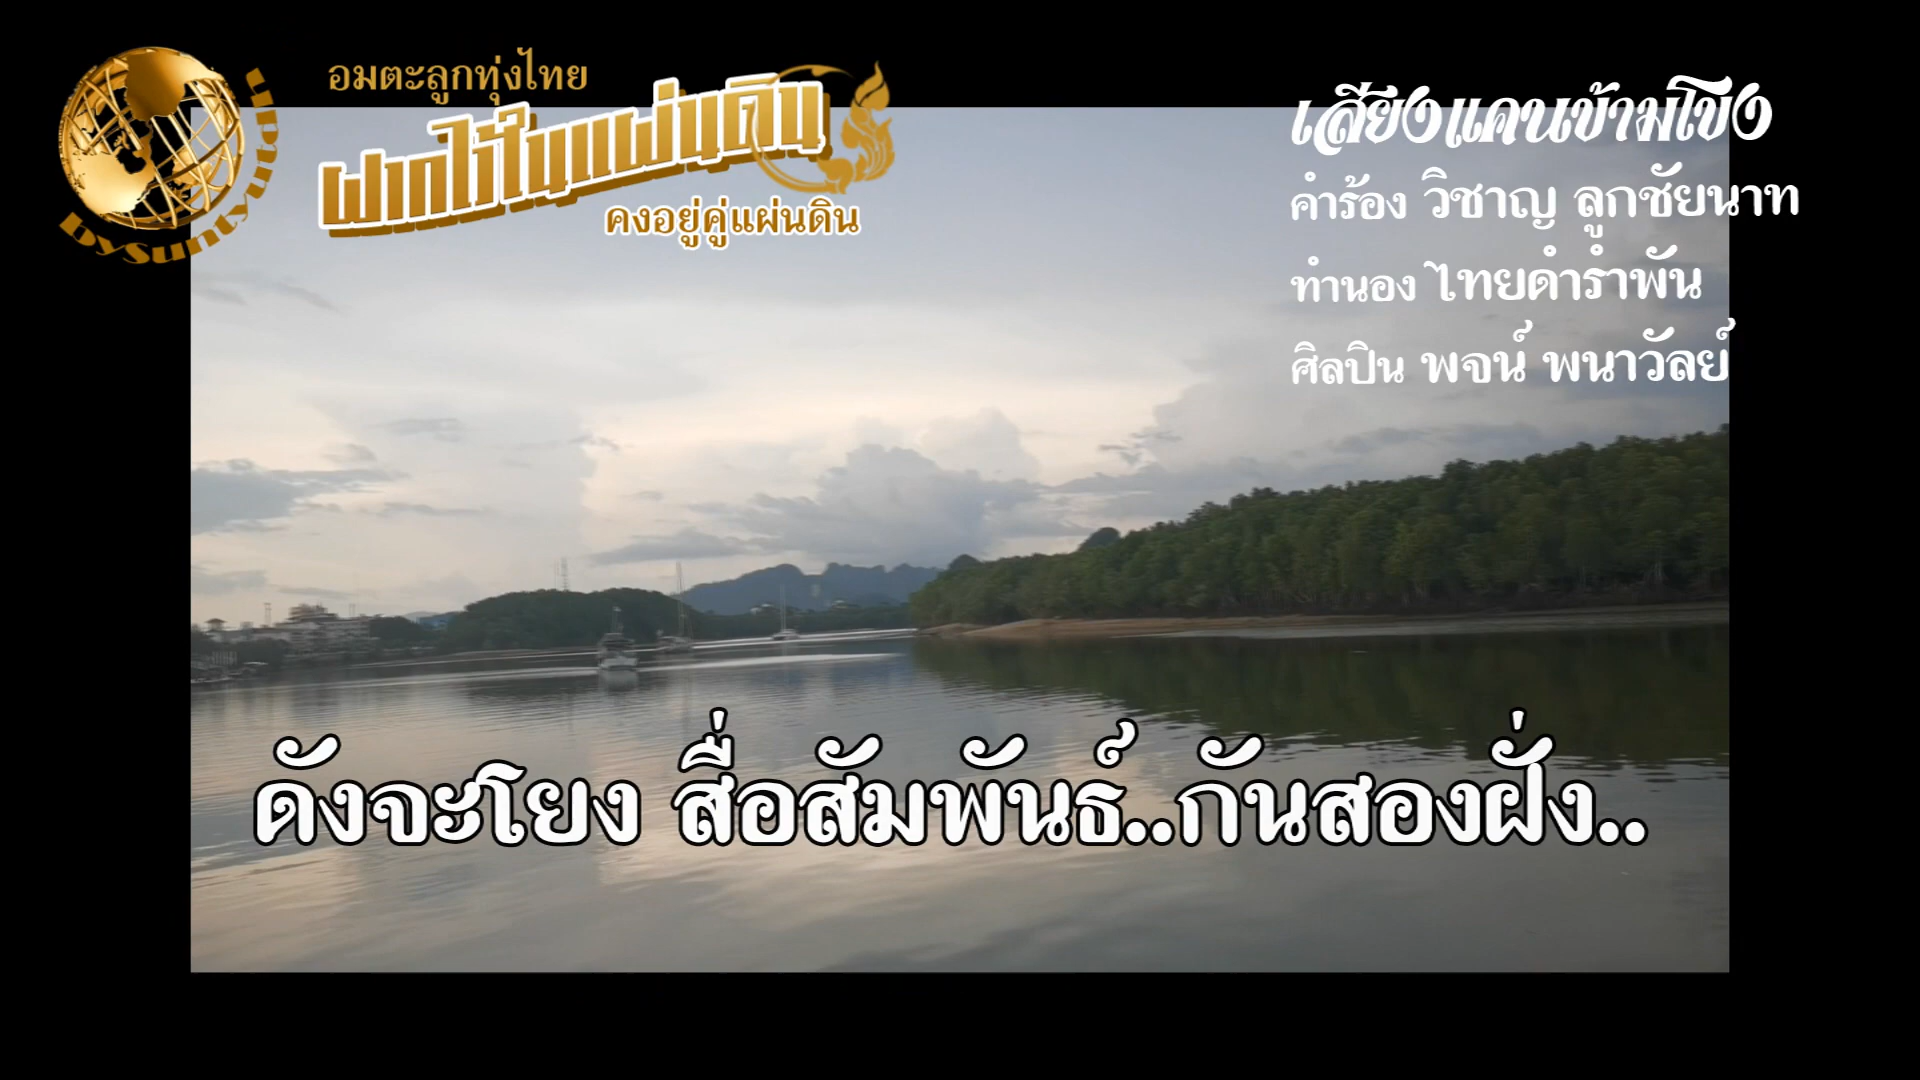 อมตะลูกทุ่งไทย
ฝากไว้ในแผ่นดิน
คงอยู่คู่แผ่นดิน
bySuntyunan
เสียงแคนข้ามโขง
คำร้อง วิชาญ ลูกชัยนาท
ทำนอง ไทยดำรำพัน
ศิลปิน พจน์ พนาวัลย์
ดังจะโยง สื่อสัมพันธ์..กันสองฝั่ง..